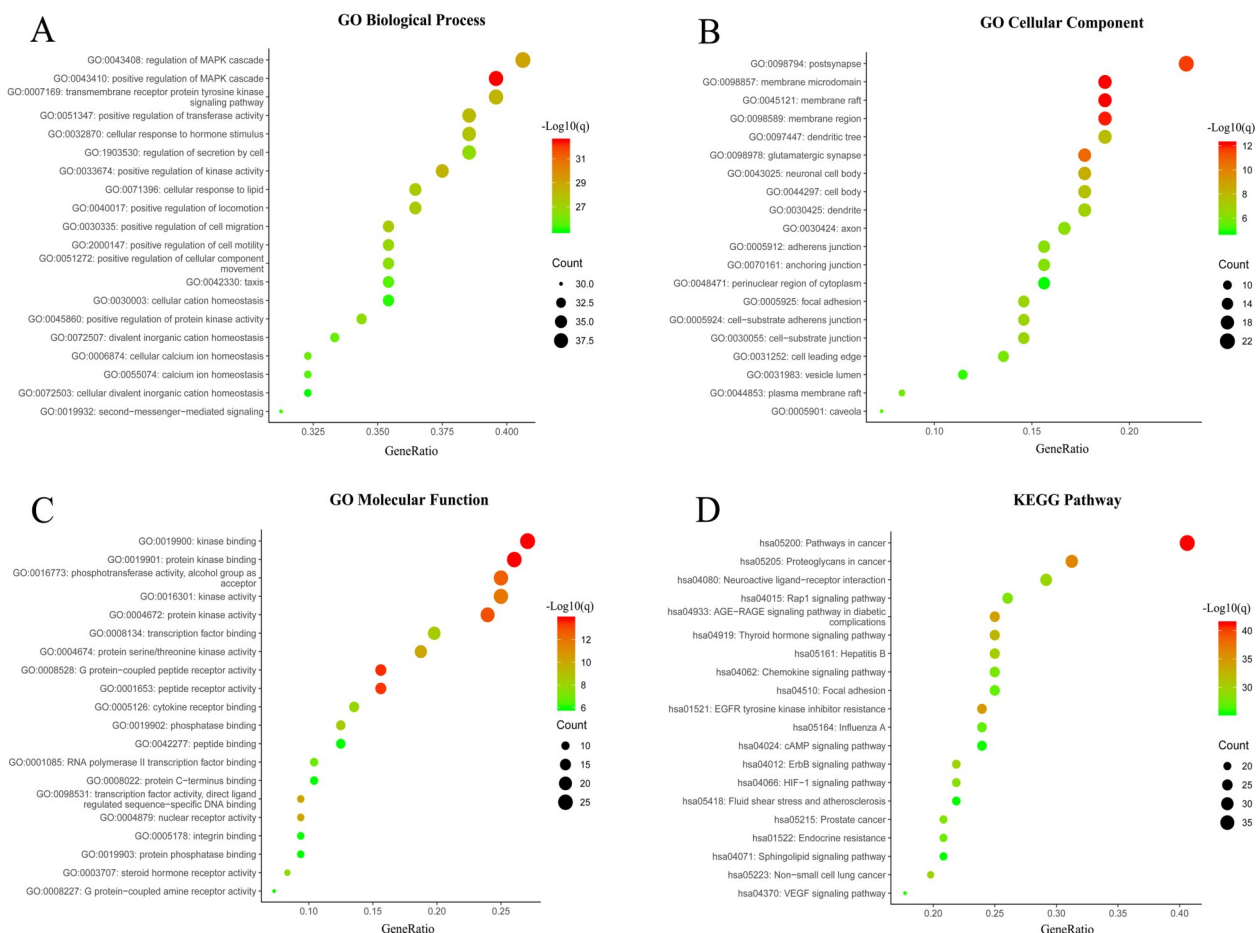 A
GO Biological Process
GO:0043408: regulation of MAPK cascade
GO:0043410: positive regulation of MAPK cascade
GO:0007169: transmembrane receptor protein tyrosine kinase
signaling pathway
GO:0051347: positive regulation of transferase activity
GO:0032870: cellular response to hormone stimulus
GO:1903530: regulation of secretion by cell
GO:0033674: positive regulation of kinase activity
GO:0071396: cellular response to lipid
GO:0040017: positive regulation of locomotion
GO:0030335: positive regulation of cell migration
GO:2000147: positive regulation of cell motility
GO:0051272: positive regulation of cellular component
movement
GO:0042330: taxis
GO:0030003: cellular cation homeostasis
GO:0045860: positive regulation of protein kinase activity
GO:0072507: divalent inorganic cation homeostasis
GO:0006874: cellular calcium ion homeostasis
GO:0055074: calcium ion homeostasis
GO:0072503: cellular divalent inorganic cation homeostasis
GO:0019932: second−messenger−mediated signaling
0.325 0.350 0.375 0.400
GeneRatio
-Log10(q)
31
29
27
Count
30.0
32.5
35.0
37.5
B
GO Cellular Component
GO:0098794: postsynapse
GO:0098857: membrane microdomain
GO:0045121: membrane raft
GO:0098589: membrane region
GO:0097447: dendritic tree
GO:0098978: glutamatergic synapse
GO:0043025: neuronal cell body
GO:0044297: cell body
GO:0030425: dendrite
GO:0030424: axon
GO:0005912: adherens junction
GO:0070161: anchoring junction
GO:0048471: perinuclear region of cytoplasm
GO:0005925: focal adhesion
GO:0005924: cell−substrate adherens junction
GO:0030055: cell−substrate junction
GO:0031252: cell leading edge
GO:0031983: vesicle lumen
GO:0044853: plasma membrane raft
GO:0005901: caveola
0.10 0.15 0.20
GeneRatio
-Log10(q)
12
10
8
6
Count
10
14
18
22
C
GO Molecular Function
GO:0019900: kinase binding
GO:0019901: protein kinase binding
GO:0016773: phosphotransferase activity, alcohol group as
acceptor
GO:0016301: kinase activity
GO:0004672: protein kinase activity
GO:0008134: transcription factor binding
GO:0004674: protein serine/threonine kinase activity
GO:0008528: G protein−coupled peptide receptor activity
GO:0001653: peptide receptor activity
GO:0005126: cytokine receptor binding
GO:0019902: phosphatase binding
GO:0042277: peptide binding
GO:0001085: RNA polymerase II transcription factor binding
GO:0008022: protein C−terminus binding
GO:0098531: transcription factor activity, direct ligand
regulated sequence−specific DNA binding
GO:0004879: nuclear receptor activity
GO:0005178: integrin binding
GO:0019903: protein phosphatase binding
GO:0003707: steroid hormone receptor activity
GO:0008227: G protein−coupled amine receptor activity
0.10 0.15 0.20 0.25
GeneRatio
-Log10(q)
12
10
8
6
Count
10
15
20
25
D
KEGG Pathway
hsa05200: Pathways in cancer
hsa05205: Proteoglycans in cancer
hsa04080: Neuroactive ligand−receptor interaction
hsa04015: Rap1 signaling pathway
hsa04933: AGE−RAGE signaling pathway in diabetic
complications
hsa04919: Thyroid hormone signaling pathway
hsa05161: Hepatitis B
hsa04062: Chemokine signaling pathway
hsa04510: Focal adhesion
hsa01521: EGFR tyrosine kinase inhibitor resistance
hsa05164: Influenza A
hsa04024: cAMP signaling pathway
hsa04012: ErbB signaling pathway
hsa04066: HIF−1 signaling pathway
hsa05418: Fluid shear stress and atherosclerosis
hsa05215: Prostate cancer
hsa01522: Endocrine resistance
hsa04071: Sphingolipid signaling pathway
hsa05223: Non−small cell lung cancer
hsa04370: VEGF signaling pathway
0.20 0.25 0.30 0.35 0.40
GeneRatio
-Log10(q)
40
35
30
Count
20
25
30
35